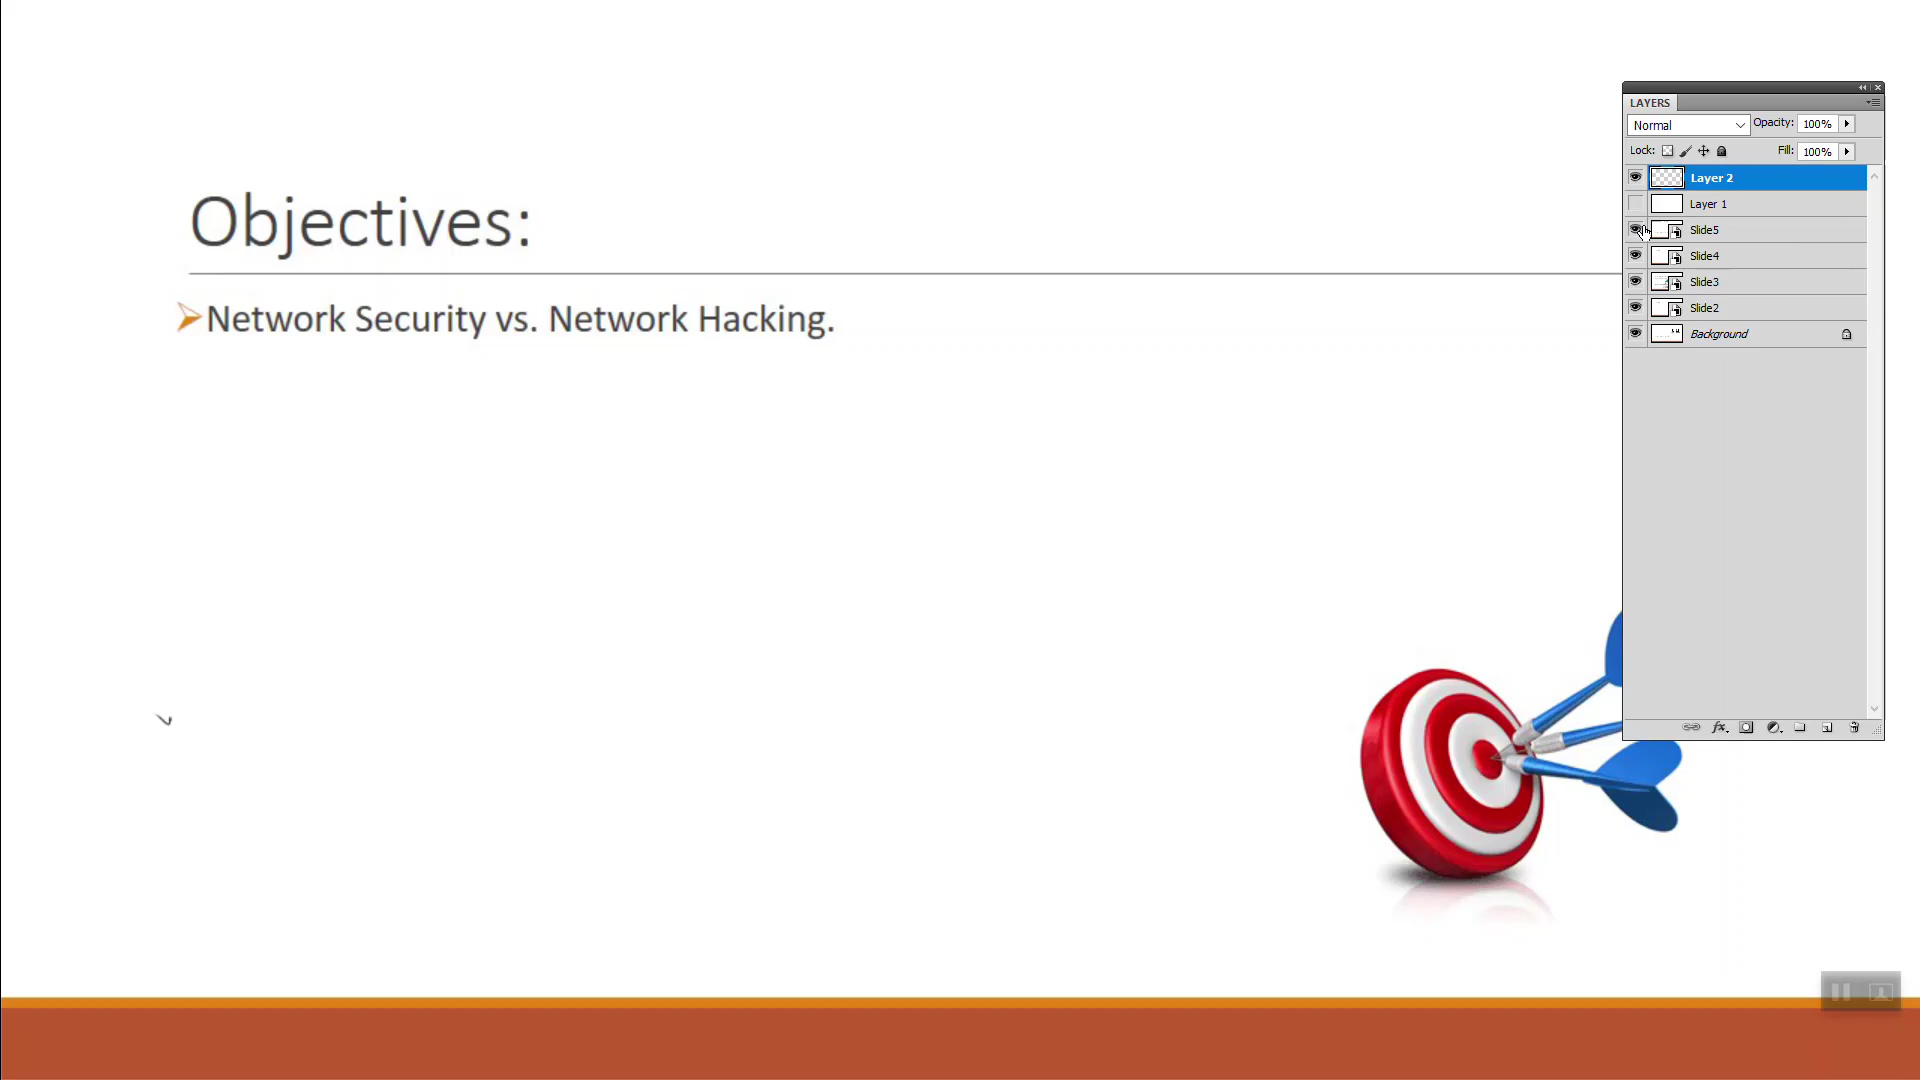 Objectives:
Network Security vs. Network Hacking.
LAYERS
Normal
Opacity: 100%
Lock:
Fill: 100%
Layer 2
Layer 1
Slide5
Slide4
Slide3
Slide2
Background
fx